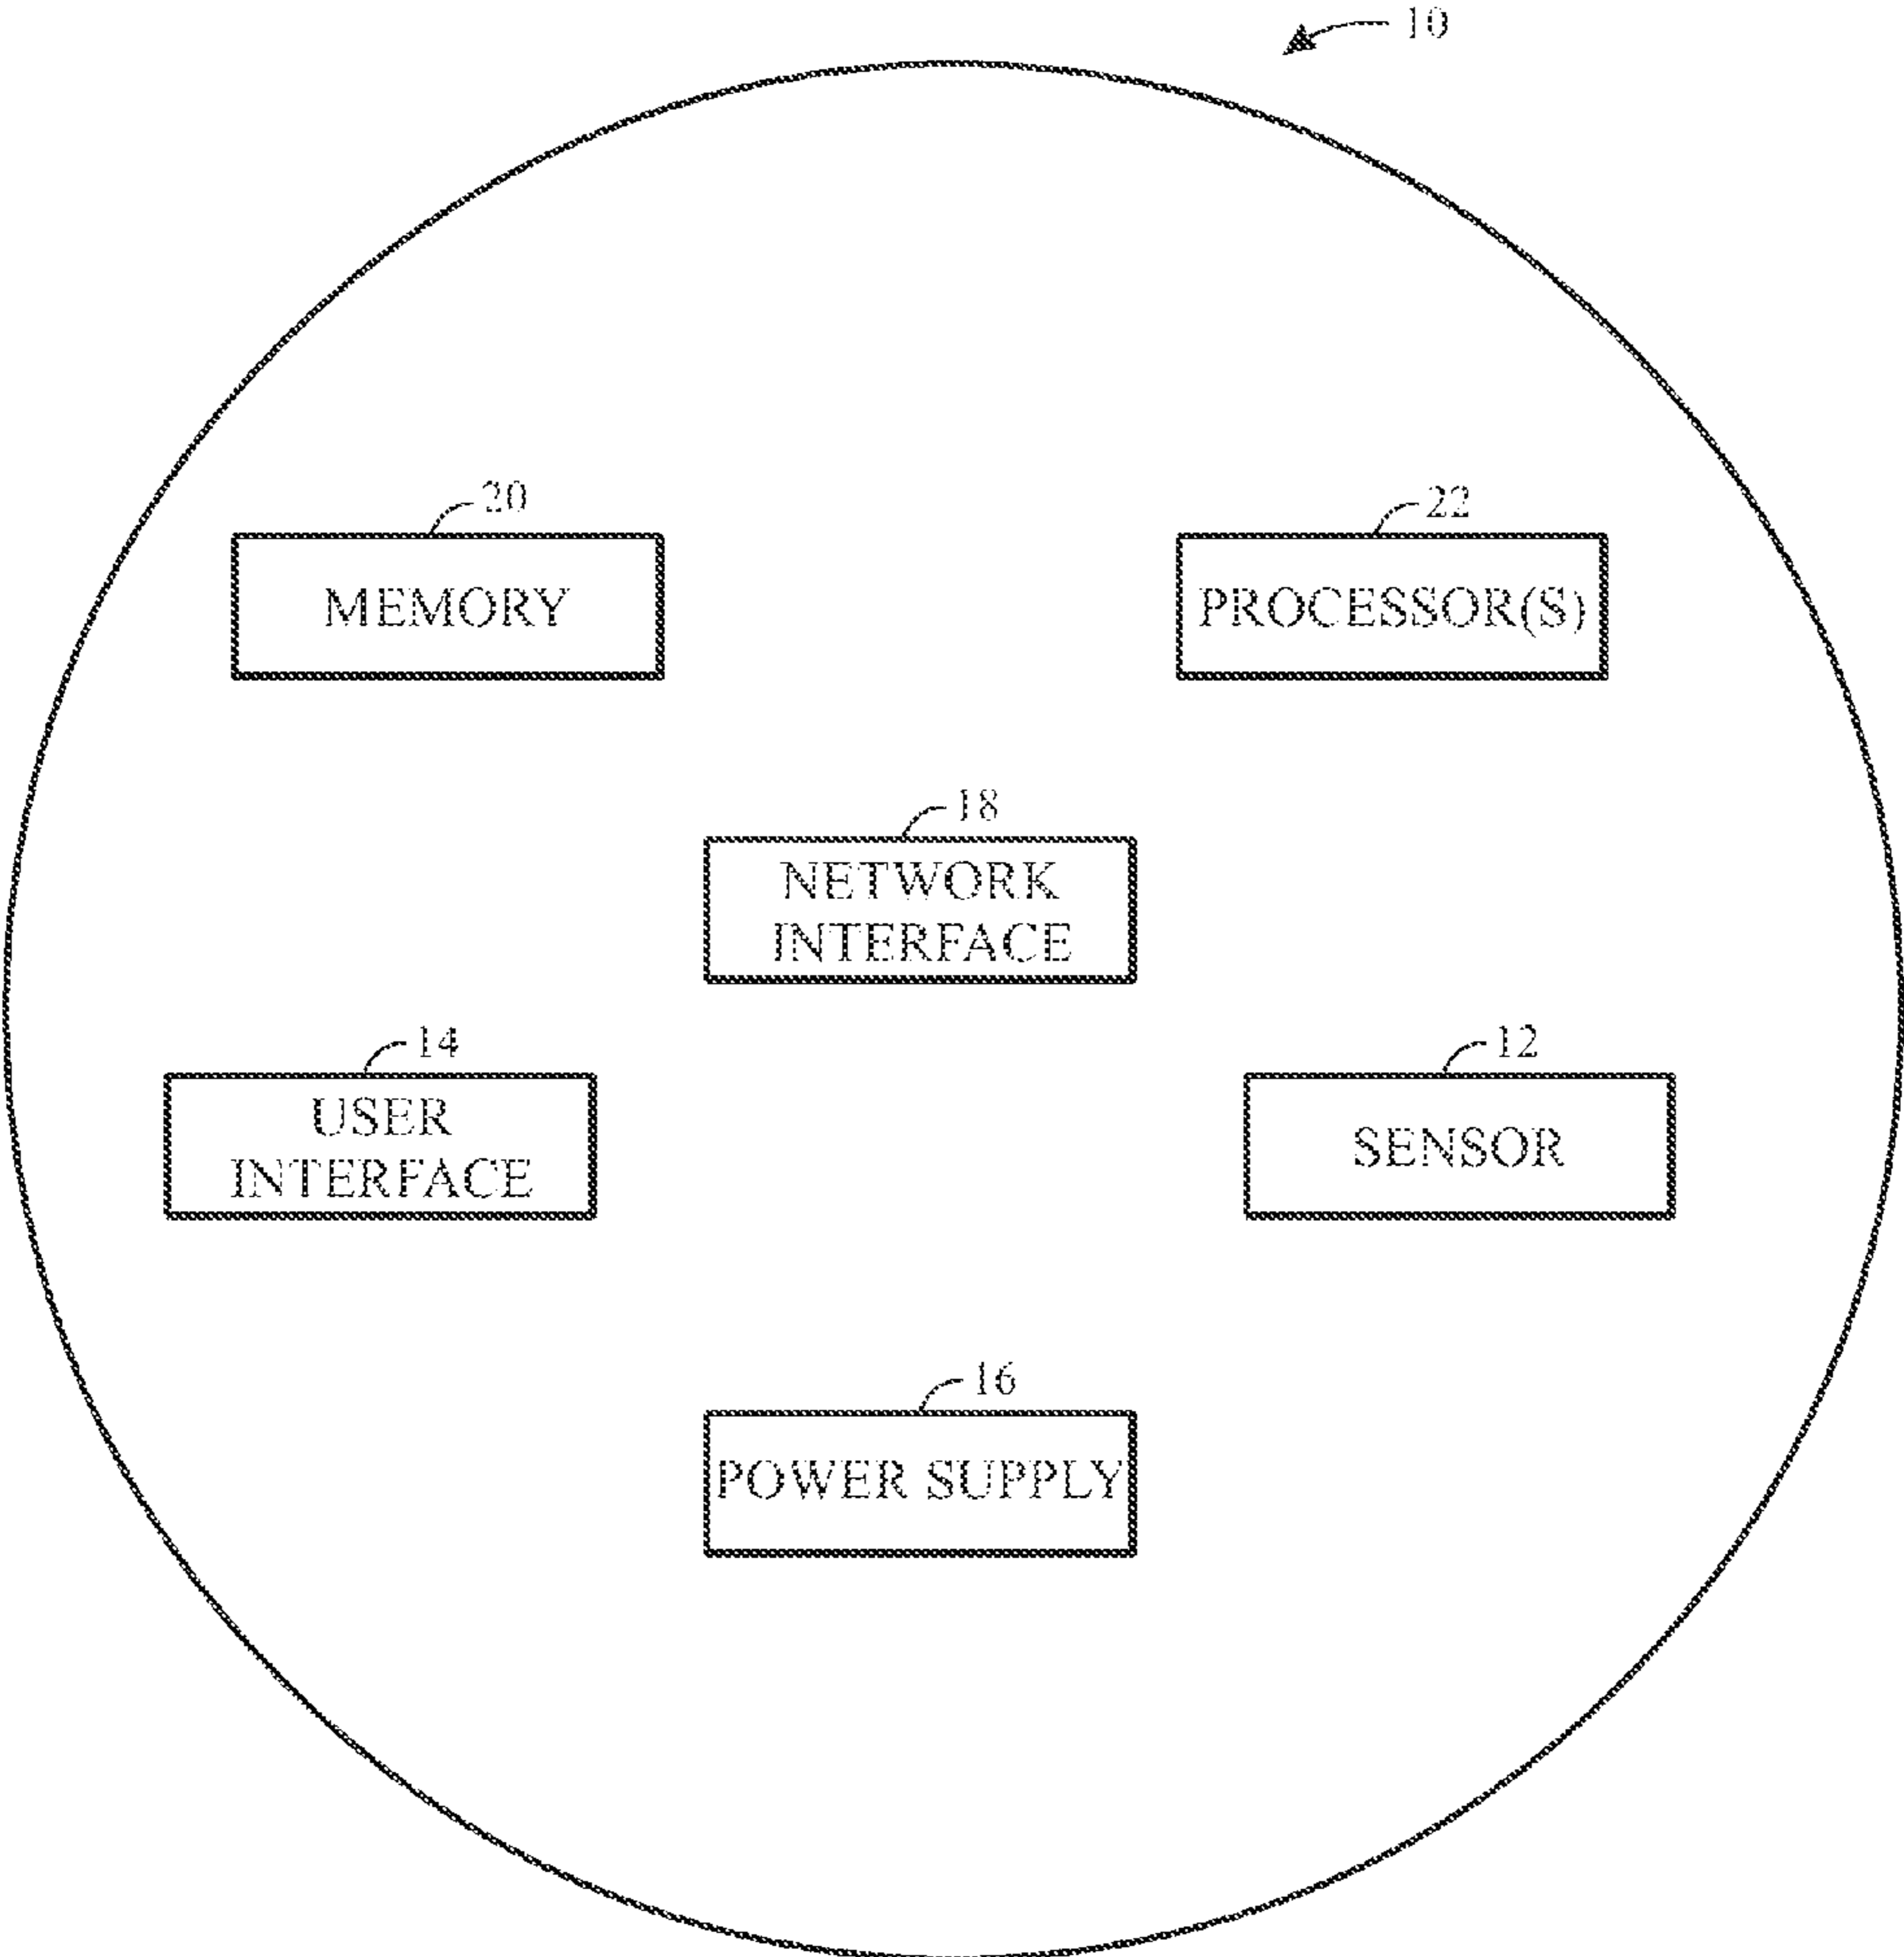 10
20
22
MEMORY
PROCESSOR(S)
18
NETWORK
INTERFACE
14
12
USER
INTERFACE
SENSOR
16
POWER SUPPLY